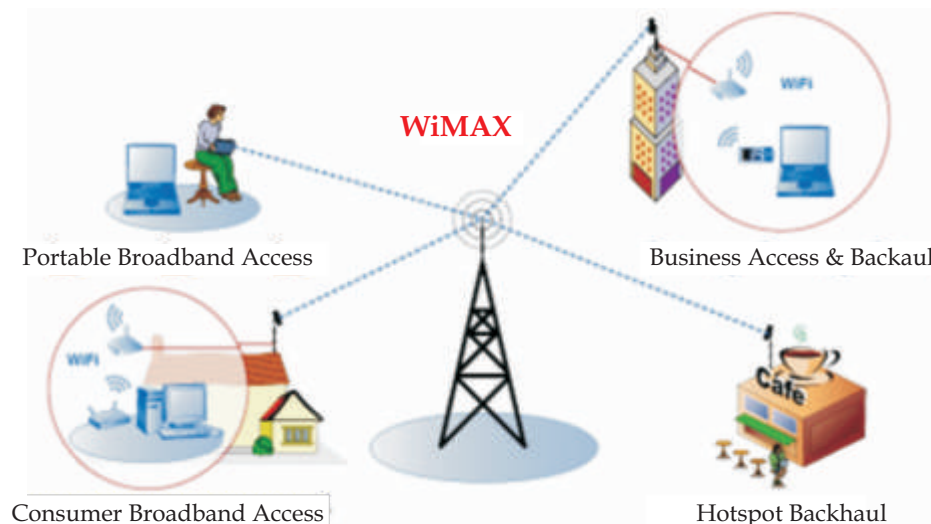 WiFi
WiMAX
Portable Broadband Access
Business Access & Backaul
WiFi
Cafe
Consumer Broadband Access
Hotspot Backhaul